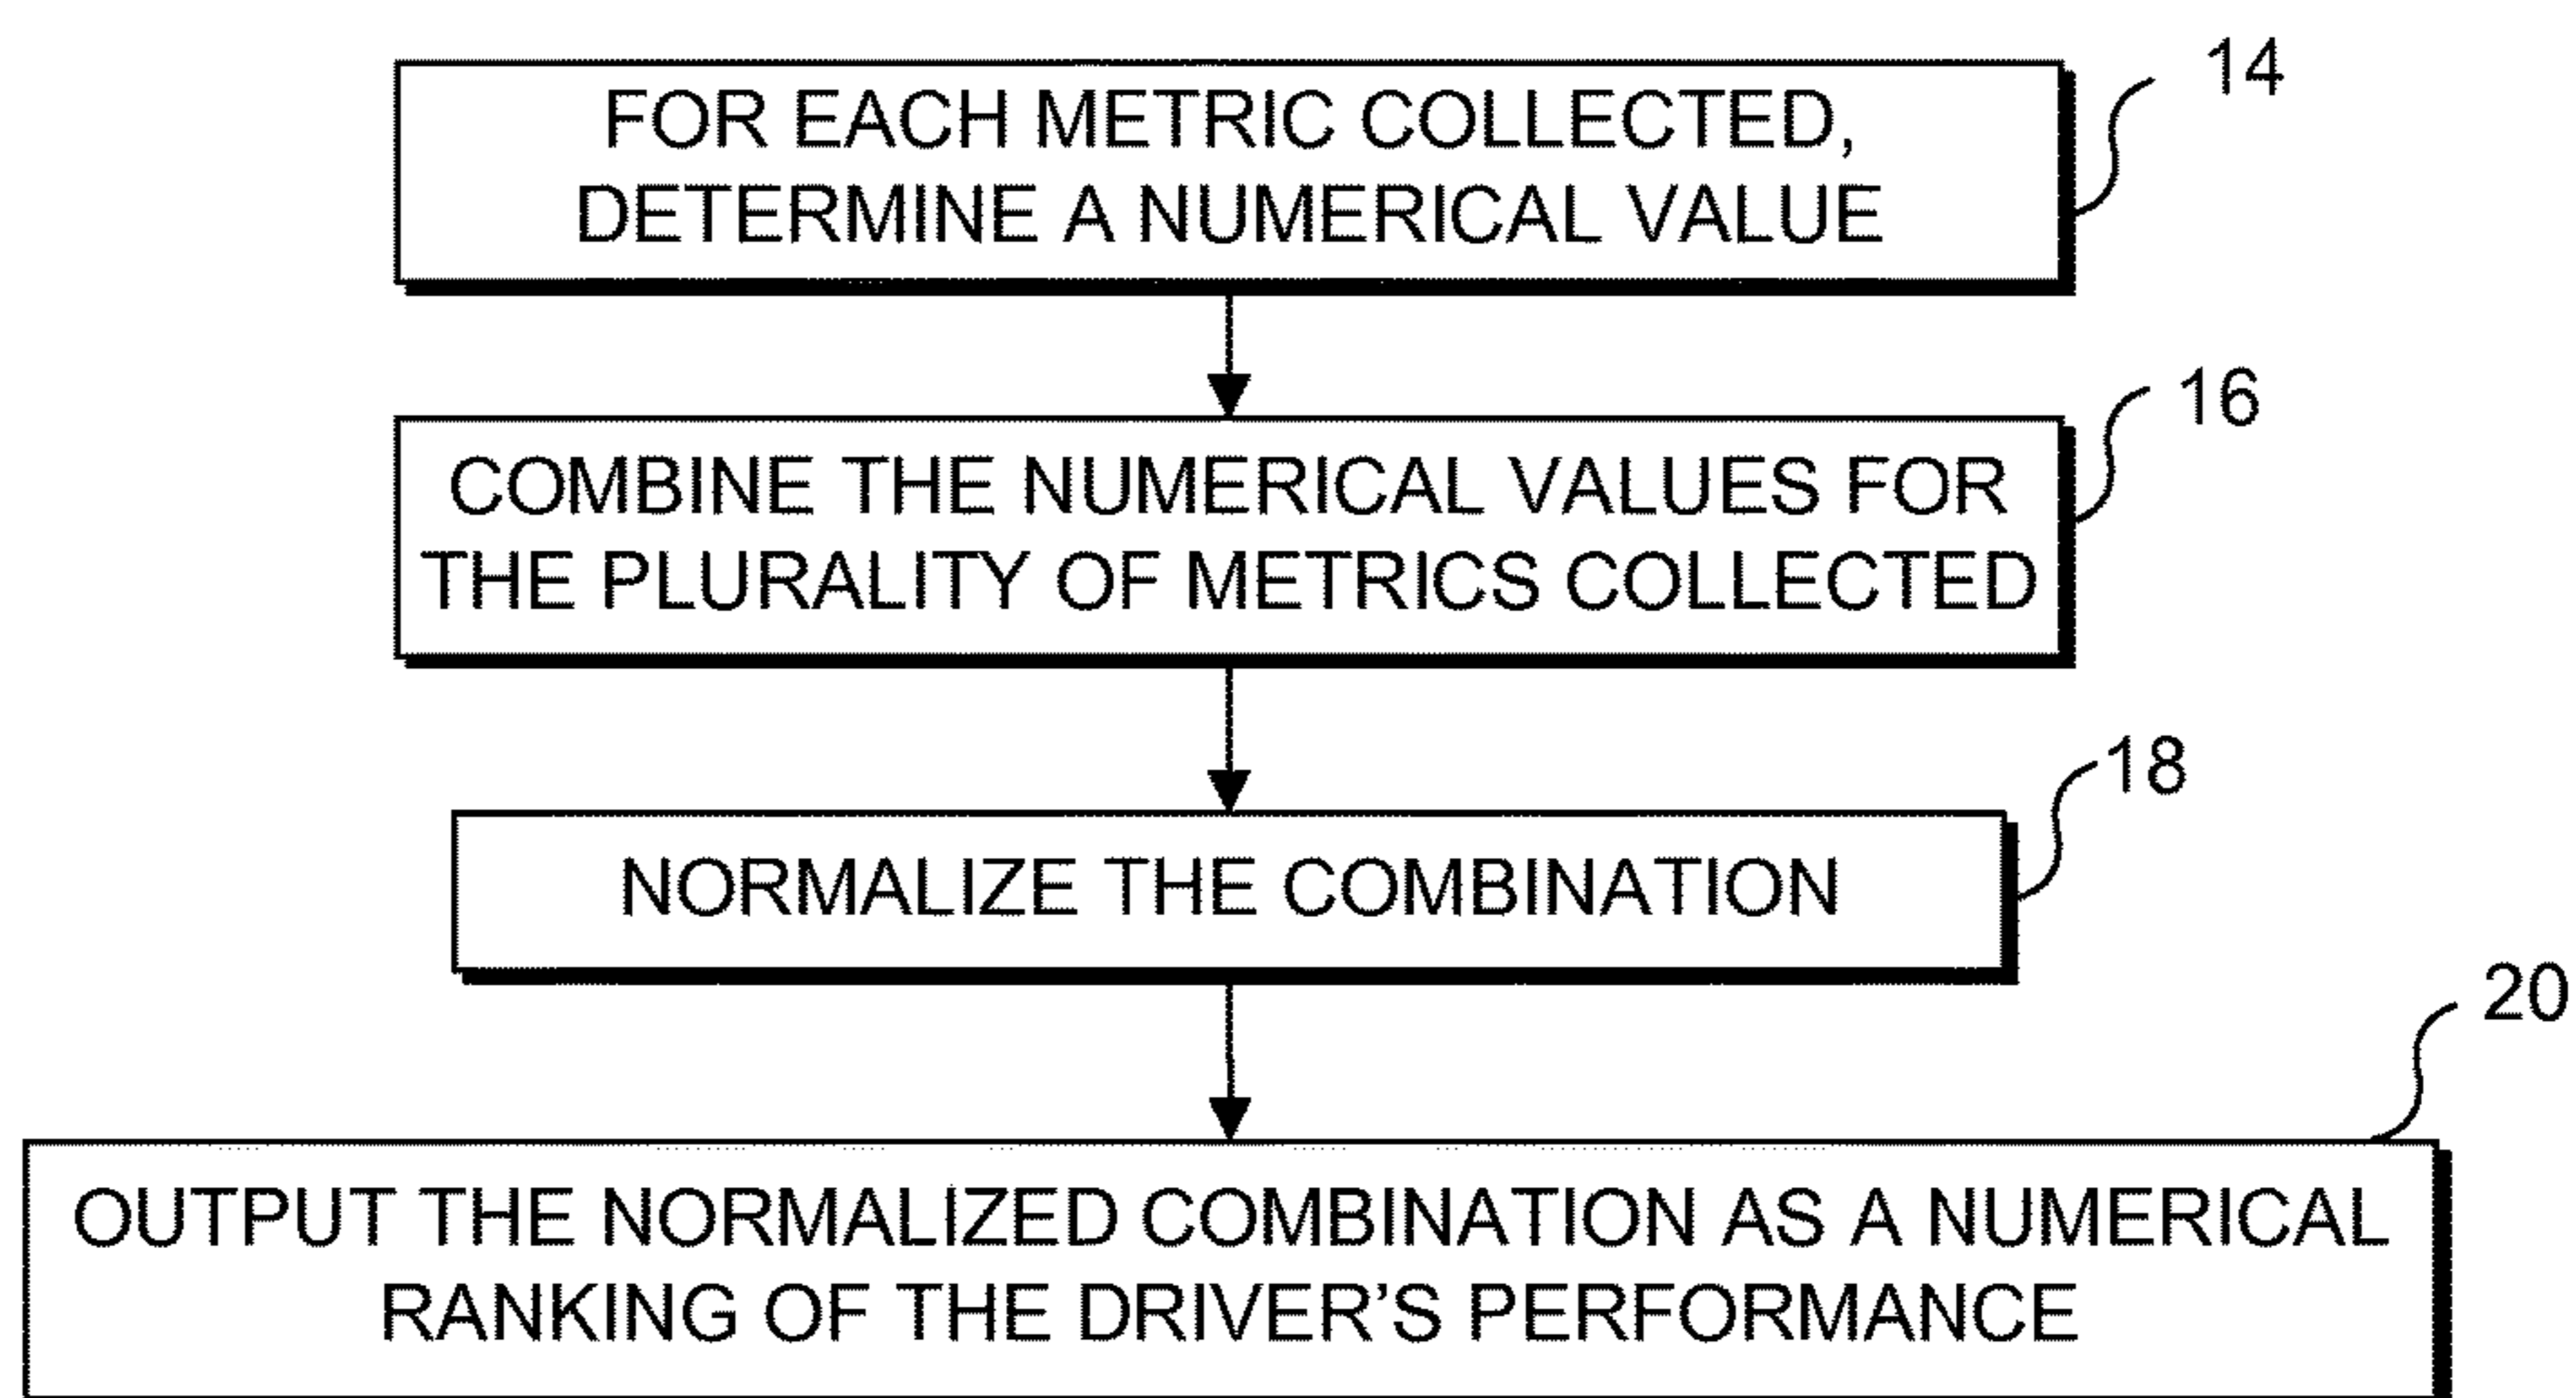 FOR EACH METRIC COLLECTED,
DETERMINE A NUMERICAL VALUE
14
COMBINE THE NUMERICAL VALUES FOR
THE PLURALITY OF METRICS COLLECTED
16
NORMALIZE THE COMBINATION
18
OUTPUT THE NORMALIZED COMBINATION AS A NUMERICAL
RANKING OF THE DRIVER'S PERFORMANCE
20